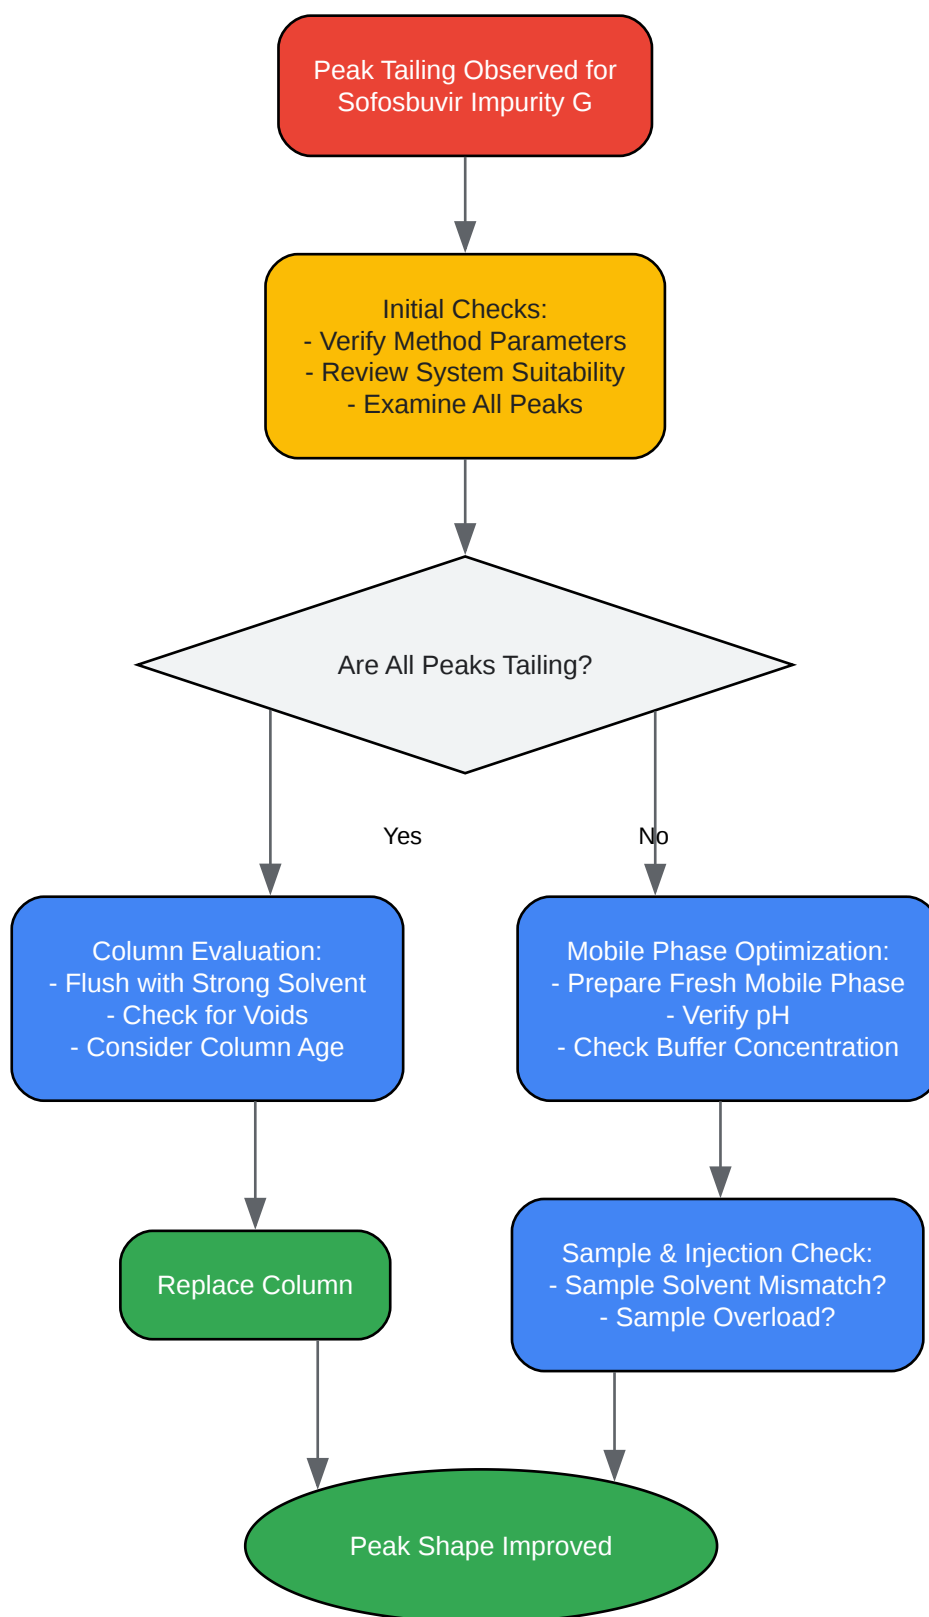 Peak Tailing Observed for
Sofosbuvir Impurity G
Initial Checks:
- Verify Method Parameters
- Review System Suitability
- Examine All Peaks
Are All Peaks Tailing?
Yes
No
Column Evaluation:
- Flush with Strong Solvent
- Check for Voids
- Consider Column Age
Mobile Phase Optimization:
- Prepare Fresh Mobile Phase
- Verify pH
- Check Buffer Concentration
Replace Column
Sample & Injection Check:
- Sample Solvent Mismatch?
- Sample Overload?
Peak Shape Improved